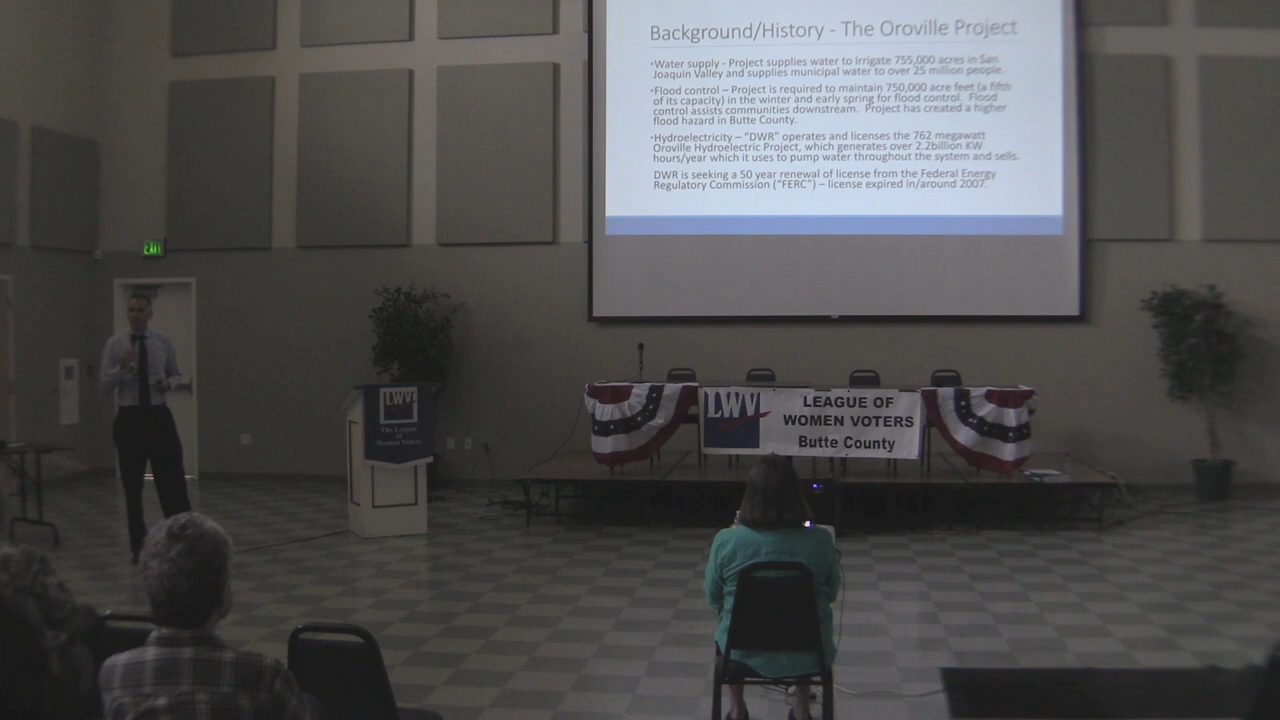 Background/History - The Oroville Project
•Water supply - Project supplies water to irrigate 755,000 acres in San
Joaquin Valley and supplies municipal water to over 25 million people.
•Flood control – Project is required to maintain 750,000 acre feet (a fifth
of its capacity) in the winter and early spring for flood control. Flood
control assists communities downstream. Project has created a higher
flood hazard in Butte County.
•Hydroelectricity – “DWR” operates and licenses the 762 megawatt
Oroville Hydroelectric Project, which generates over 2.2billion KW
hours/year which it uses to pump water throughout the system and sells.
DWR is seeking a 50 year renewal of license from the Federal Energy
Regulatory Commission (“FERC”) – license expired in/around 2007.
EXIT
LWV
The League
of
Women Voters
LWV
LEAGUE OF
WOMEN VOTERS
Butte County